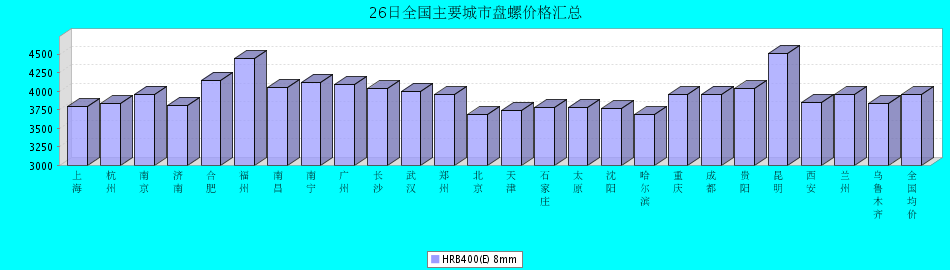 26日全国主要城市盘螺价格汇总
4500
4250
4000
3750
3500
3250
3000
上海
杭州
南京
济南
合肥
福州
南昌
南宁
广州
长沙
武汉
郑州
北京
天津
石家庄
太原
沈阳
哈尔滨
重庆
成都
贵阳
昆明
西安
兰州
乌鲁木齐
全国均价
HRB400(E) 8mm